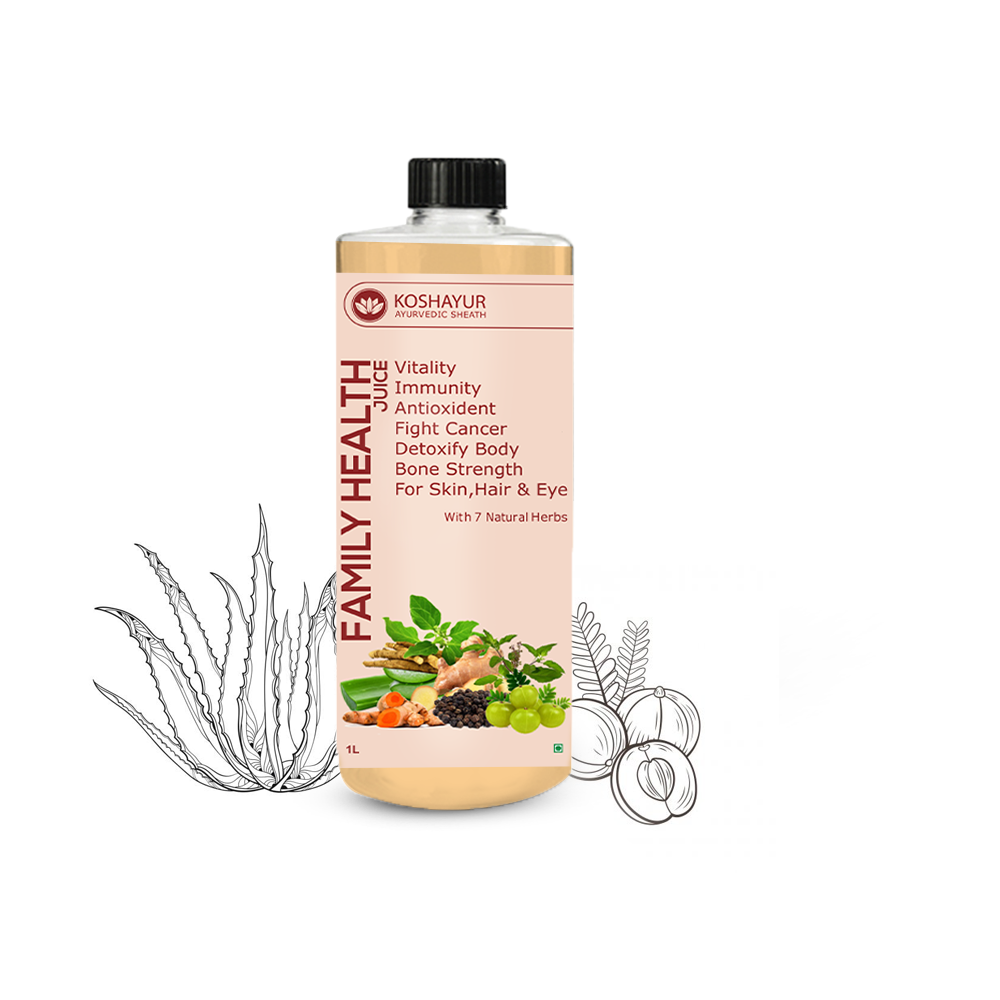 KOSHAYUR
AYURVEDIC SHEATH
FAMILY HEALTH
JUICE
Vitality
Immunity
Antioxident
Fight Cancer
Detoxify Body
Bone Strength
For Skin,Hair & Eye
With 7 Natural Herbs
1L